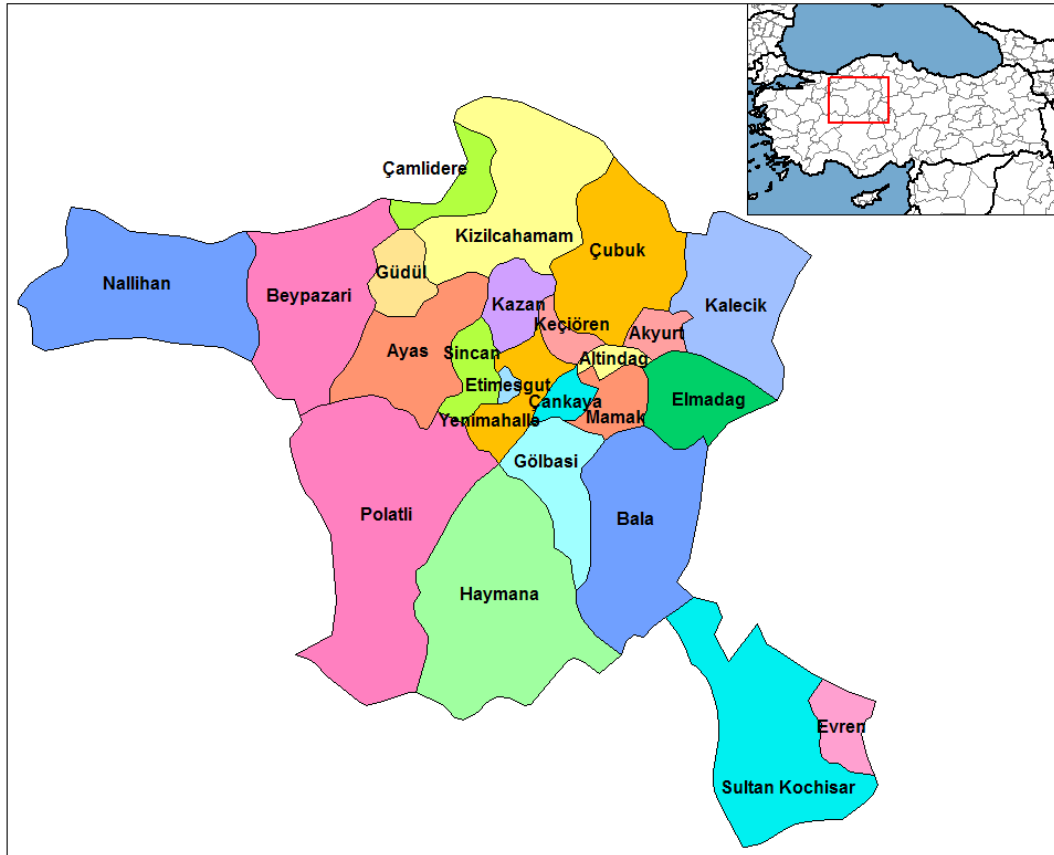 Çamlidere
Kizilcahamam
Çubuk
Güdül
Nallihan
Beypazari
Kalecik
Kazan
Keçiören
Akyurt
Ayas
Sincan
Altindag
Etimesgut
Çankaya
Elmadag
Yenimahalle
Mamak
Gölbasi
Polatli
Bala
Haymana
Evren
Sultan Kochisar